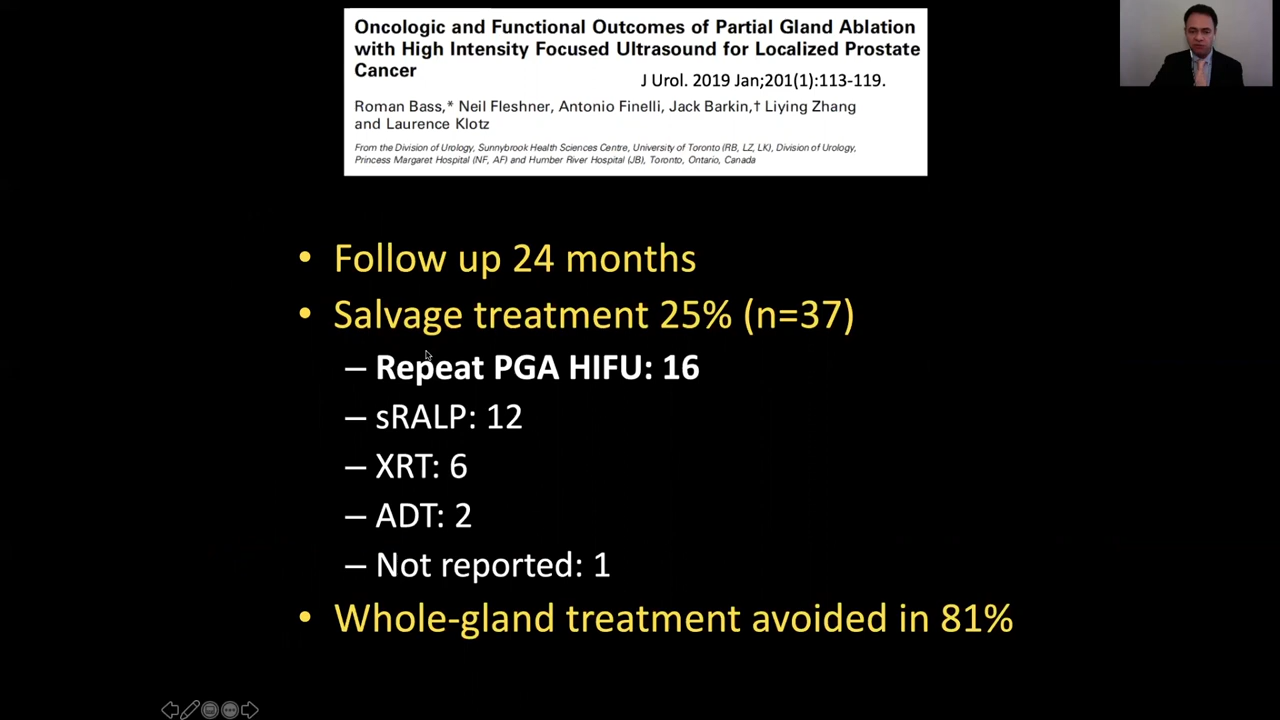 Oncologic and Functional Outcomes of Partial Gland Ablation
with High Intensity Focused Ultrasound for Localized Prostate
Cancer
J Urol. 2019 Jan;201(1):113-119.
Roman Bass,* Neil Fleshner, Antonio Finelli, Jack Barkin,† Liying Zhang
and Laurence Klotz
From the Division of Urology, Sunnybrook Health Sciences Centre, University of Toronto (RB, LZ, LK), Division of Urology,
Princess Margaret Hospital (NF, AF) and Humber River Hospital (JB), Toronto, Ontario, Canada
• Follow up 24 months
• Salvage treatment 25% (n=37)
– Repeat PGA HIFU: 16
– sRALP: 12
– XRT: 6
– ADT: 2
– Not reported: 1
• Whole-gland treatment avoided in 81%